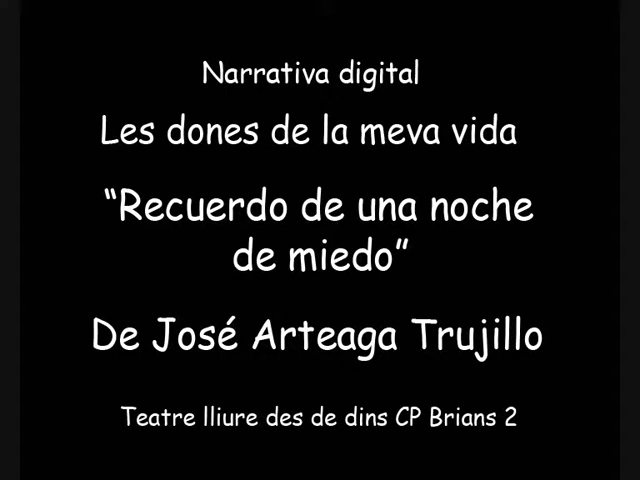 Narrativa digital
Les dones de la meva vida
“Recuerdo de una noche
de miedo”
De José Arteaga Trujillo
Teatre lliure des de dins CP Brians 2